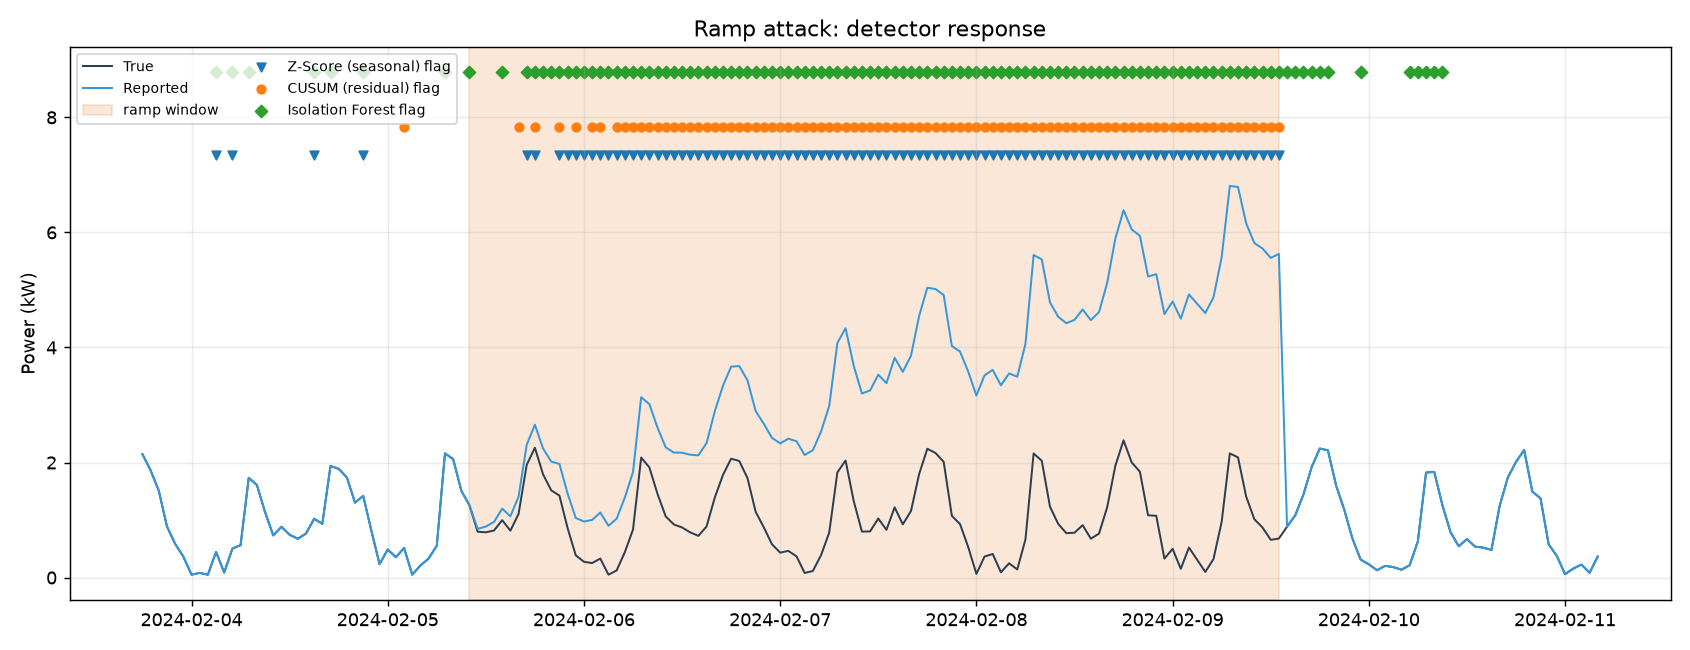 Ramp attack: detector response
True
Reported
ramp window
Z-Score (seasonal) flag
CUSUM (residual) flag
Isolation Forest flag
Power (kW)
8
6
4
2
0
2024-02-04
2024-02-05
2024-02-06
2024-02-07
2024-02-08
2024-02-09
2024-02-10
2024-02-11